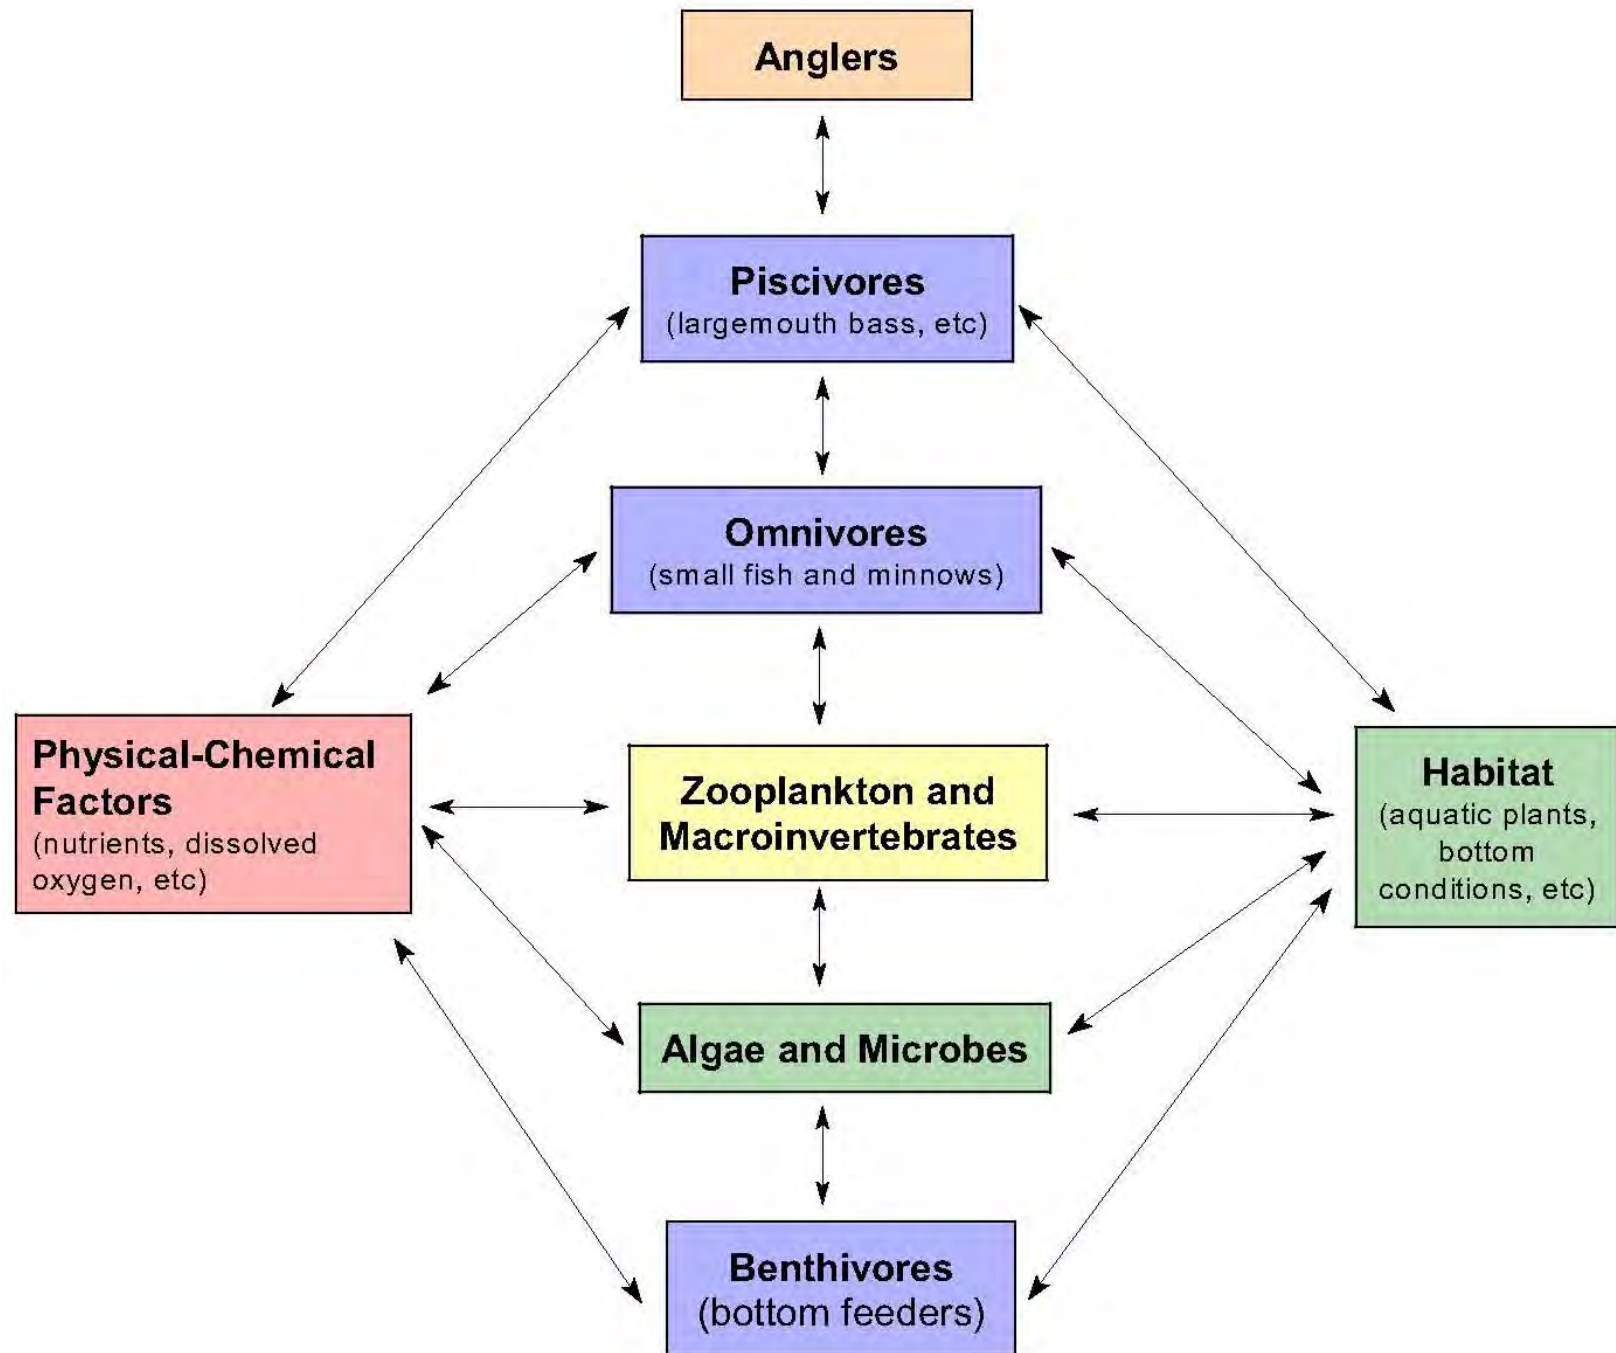 Anglers
Piscivores
(largemouth bass, etc)
Omnivores
(small fish and minnows)
Physical-Chemical
Factors
(nutrients, dissolved
oxygen, etc)
Zooplankton and
Macroinvertebrates
Habitat
(aquatic plants,
bottom
conditions, etc)
Algae and Microbes
Benthivores
(bottom feeders)